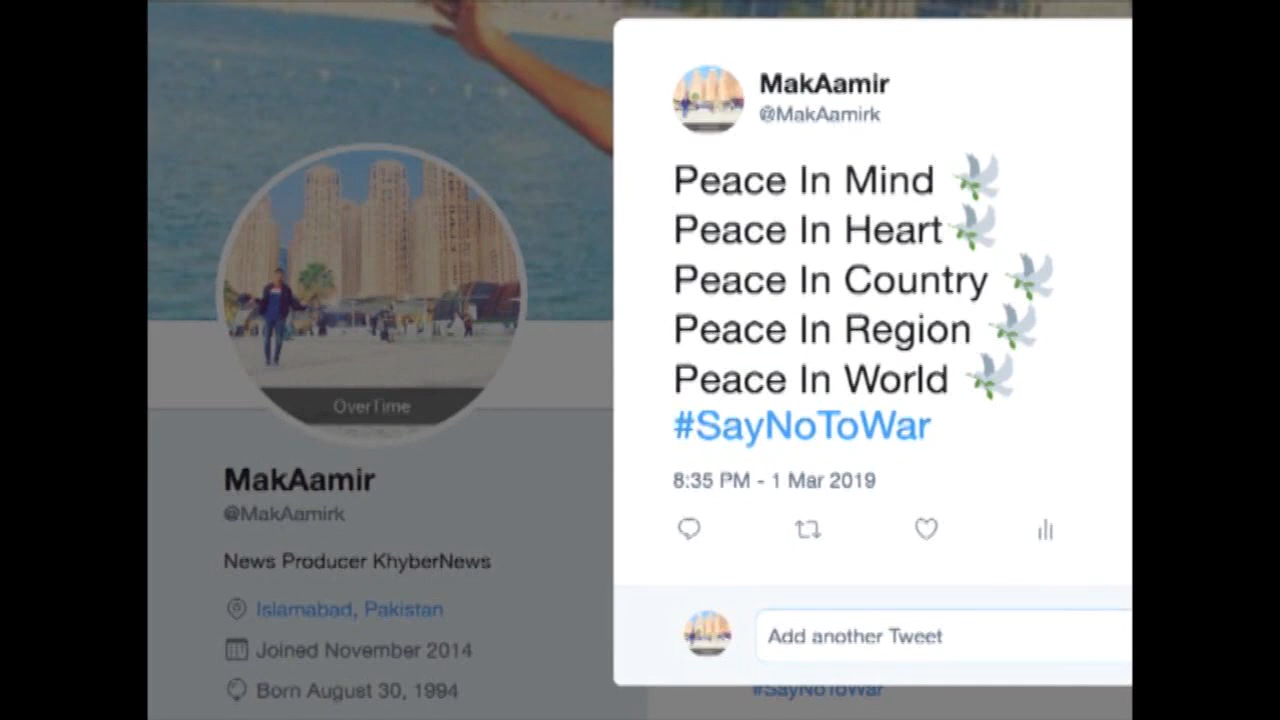 OverTime
MakAamir
@MakAamirk
News Producer KhyberNews
Islamabad, Pakistan
Joined November 2014
Born August 30, 1994
MakAamir
@MakAamirk
Peace In Mind 🕊
Peace In Heart 🕊
Peace In Country 🕊
Peace In Region 🕊
Peace In World 🕊
#SayNoToWar
8:35 PM - 1 Mar 2019
Add another Tweet
#SayNoToWar